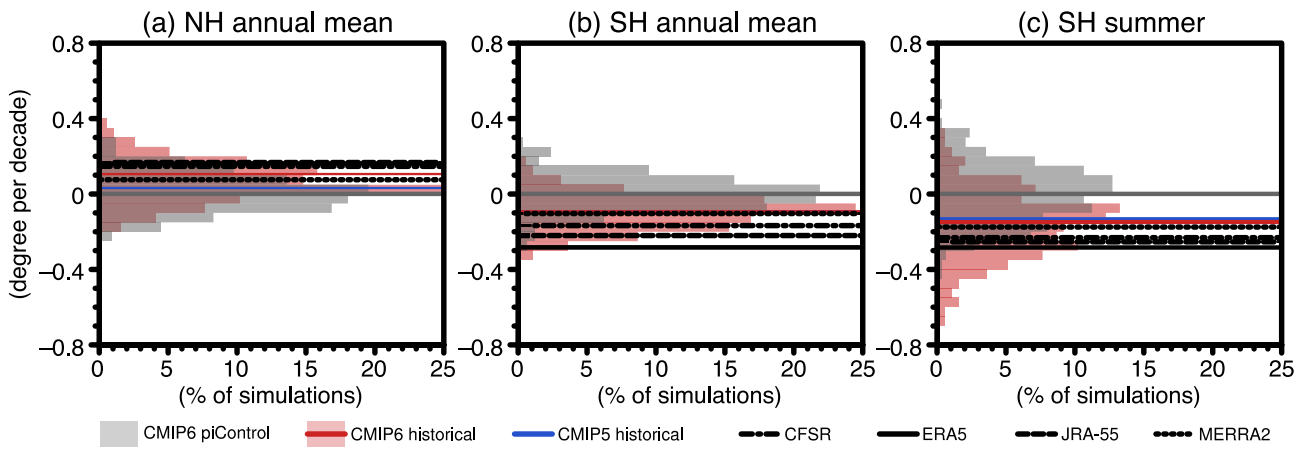 (a) NH annual mean
(b) SH annual mean
(c) SH summer
(degree per decade)
0.8
0.4
0
−0.4
−0.8
0 5 10 15 20 25
(% of simulations)
0.8
0.4
0
−0.4
−0.8
0 5 10 15 20 25
(% of simulations)
0.8
0.4
0
−0.4
−0.8
0 5 10 15 20 25
(% of simulations)
CMIP6 piControl CMIP6 historical CMIP5 historical CFSR ERA5 JRA-55 MERRA2